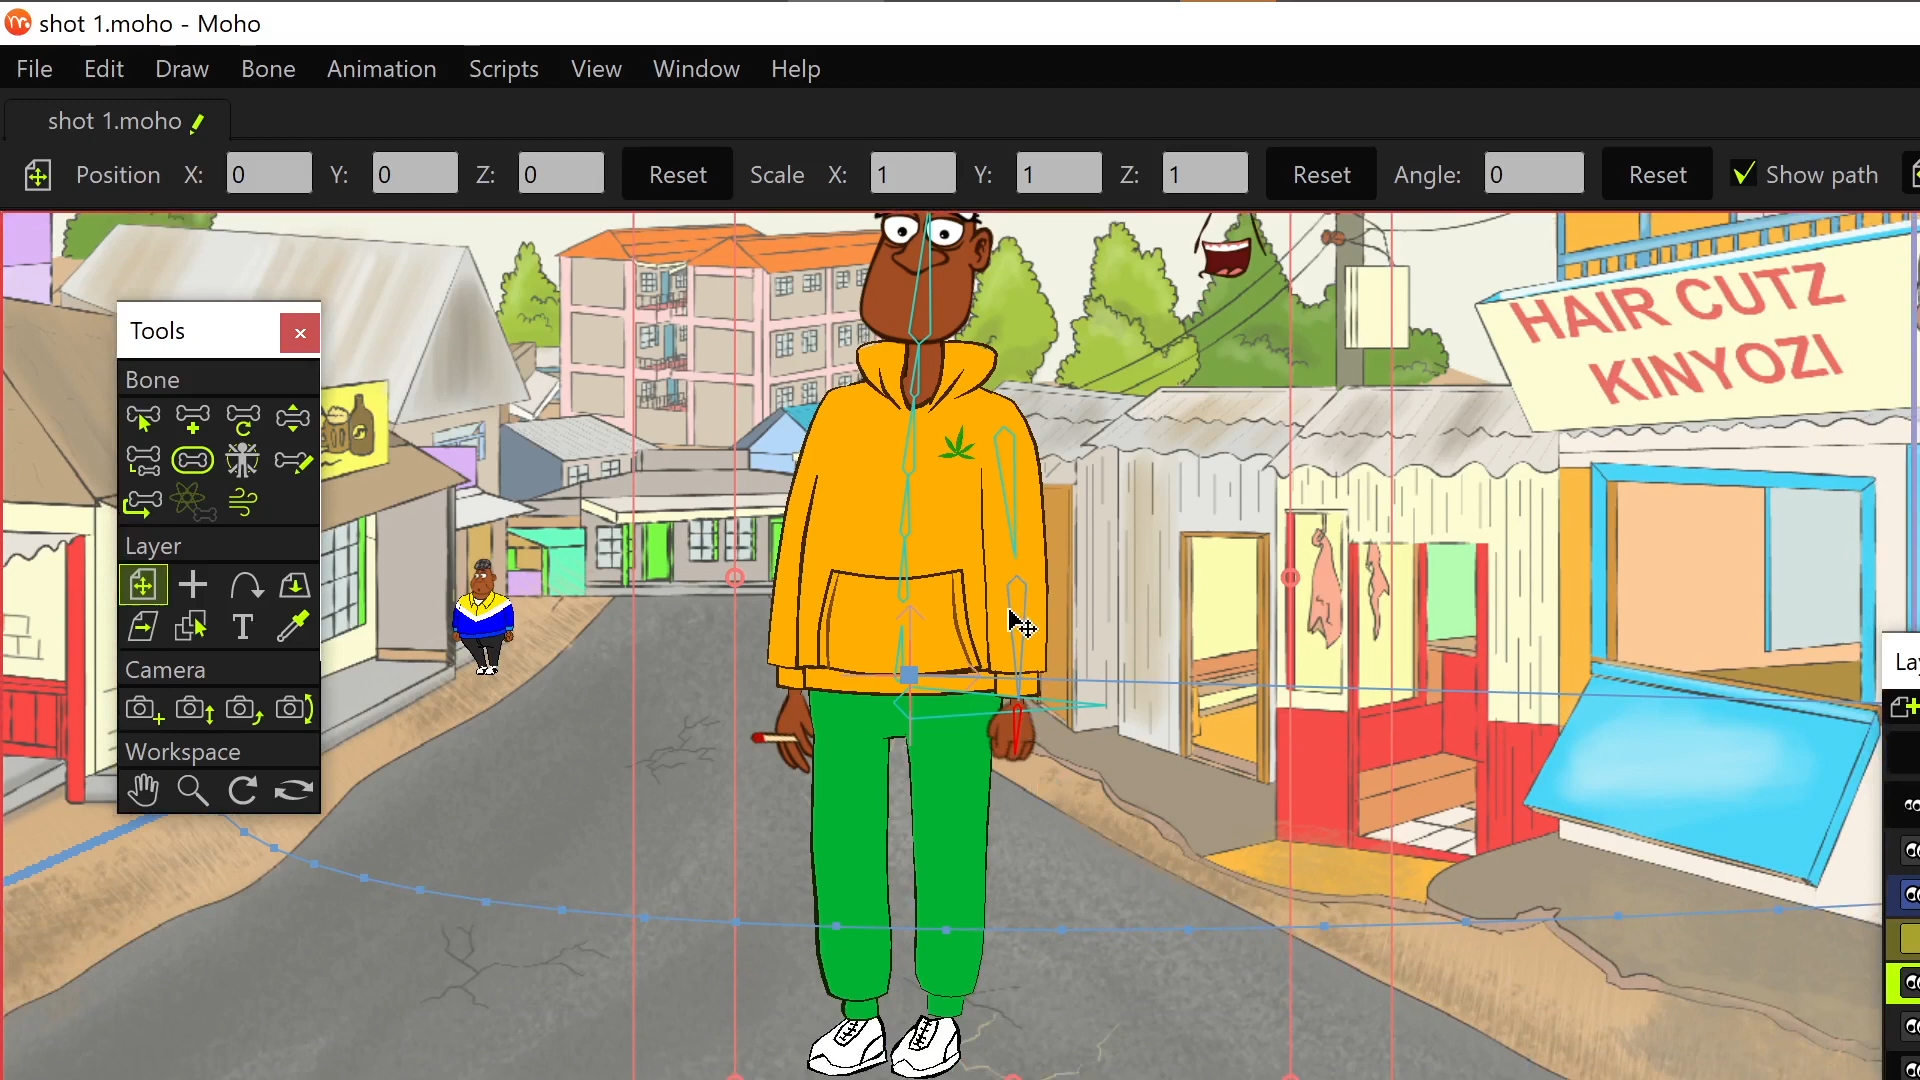 shot 1.moho - Moho
File Edit Draw Bone Animation Scripts View Window Help
shot 1.moho
Position X: 0 Y: 0 Z: 0 Reset Scale X: 1 Y: 1 Z: 1 Reset Angle: 0 Reset Show path
HAIR CUTZ
KINYOZI
Tools
Bone
Layer
Camera
Workspace
Lay